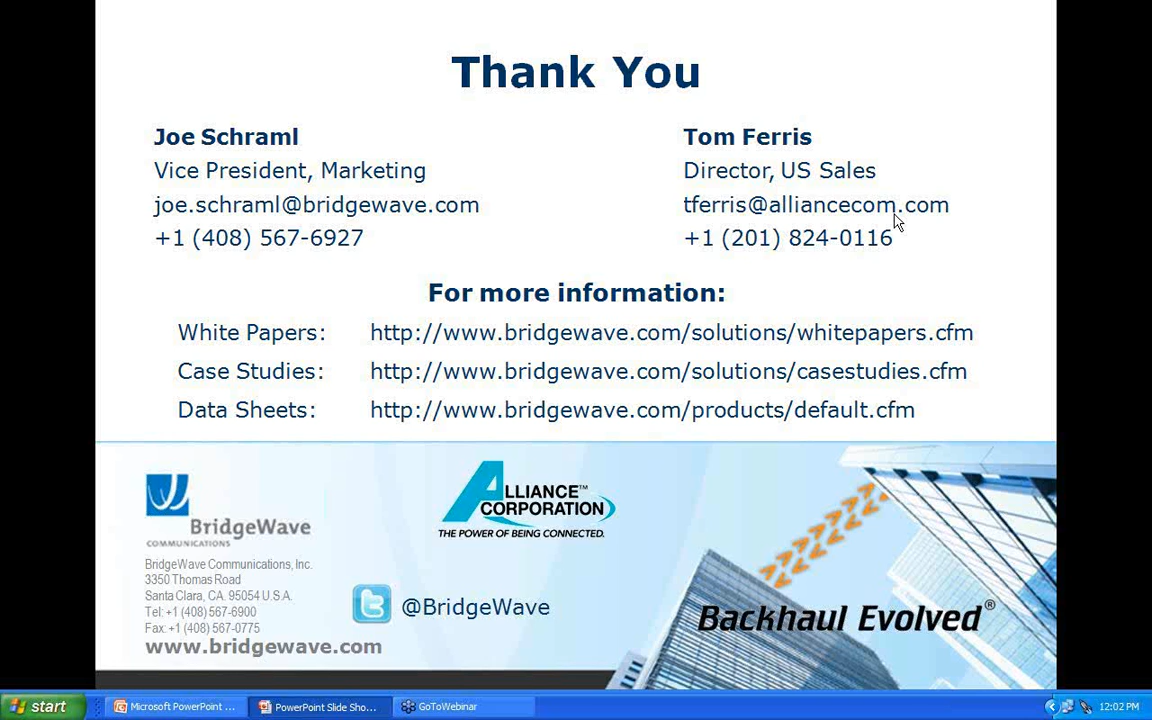 Thank You
Joe Schraml
Vice President, Marketing
joe.schraml@bridgewave.com
+1 (408) 567-6927
Tom Ferris
Director, US Sales
tferris@alliancecom.com
+1 (201) 824-0116
For more information:
White Papers: http://www.bridgewave.com/solutions/whitepapers.cfm
Case Studies: http://www.bridgewave.com/solutions/casestudies.cfm
Data Sheets: http://www.bridgewave.com/products/default.cfm
BridgeWave
COMMUNICATIONS
BridgeWave Communications, Inc.
3350 Thomas Road
Santa Clara, CA. 95054 U.S.A.
Tel: +1 (408) 567-6900
Fax: +1 (408) 567-0775
www.bridgewave.com
ALLIANCE™
CORPORATION
THE POWER OF BEING CONNECTED.
@BridgeWave
Backhaul Evolved®
start
Microsoft PowerPoint ...
PowerPoint Slide Sho...
GoToWebinar
12:02 PM